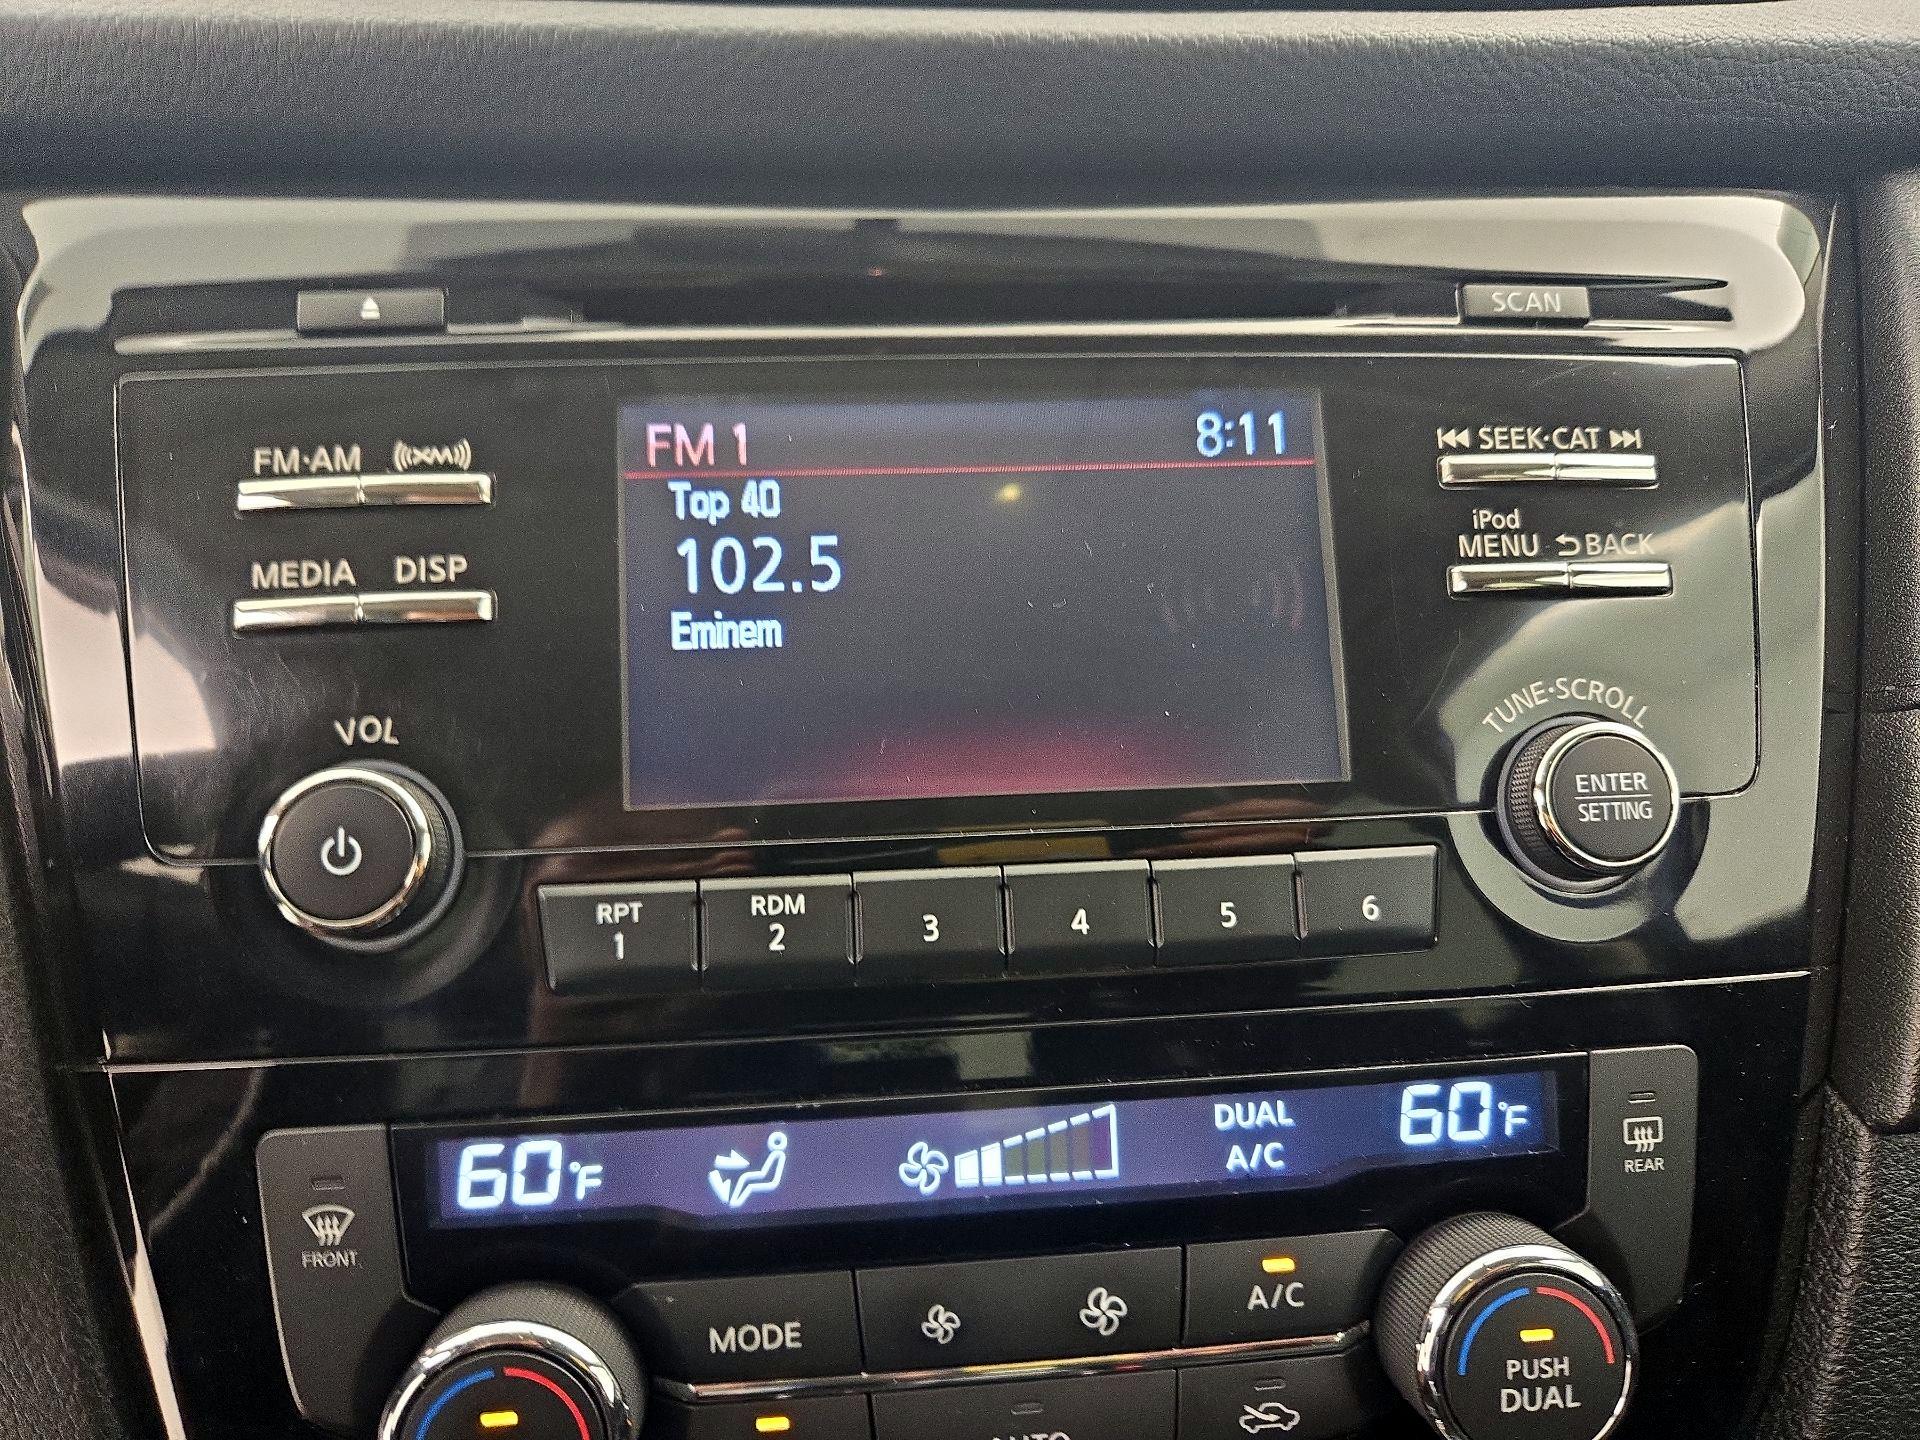 SCAN
FM·AM XM
FM 1 8:11
SEEK·CAT
Top 40
iPod
MENU BACK
102.5
MEDIA DISP
Eminem
TUNE·SCROLL
VOL
ENTER
SETTING
RPT
1
RDM
2
3
4
5
6
60°F
DUAL
A/C
60°F
REAR
FRONT
MODE
A/C
PUSH
DUAL
AUTO